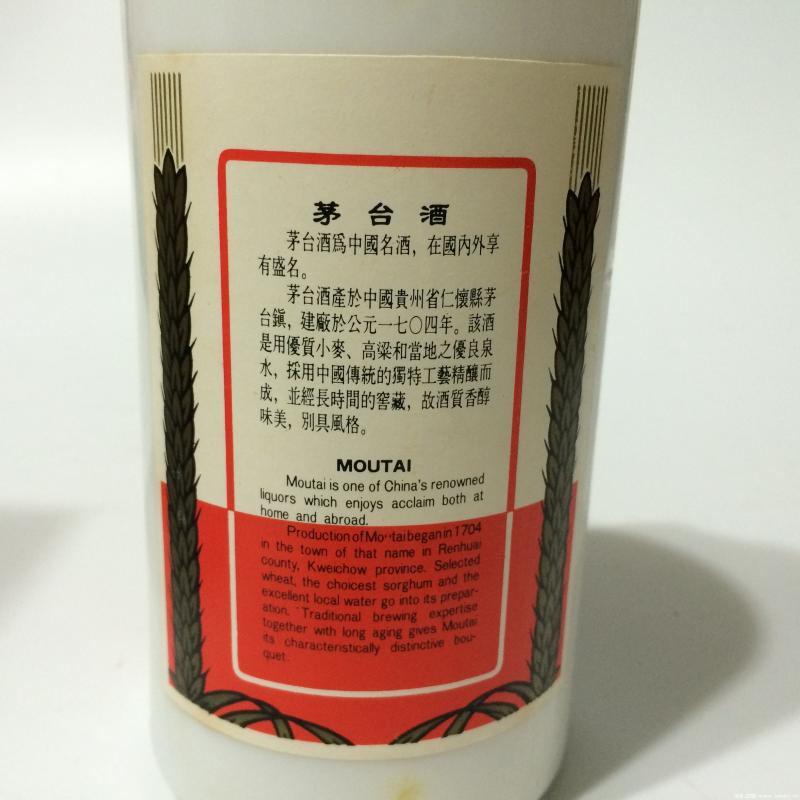 茅台酒
茅台酒爲中國名酒，在國內外享
有盛名。
茅台酒產於中國貴州省仁懷縣茅
台鎮，建廠於公元一七〇四年。該酒
是用優質小麥、高粱和當地之優良泉
水，採用中國傳統的獨特工藝精釀而
成，並經長時間的窖藏，故酒質香醇
味美，別具風格。
MOUTAI
Moutai is one of China's renowned
liquors which enjoys acclaim both at
home and abroad.
Production of Moutai began in 1704
in the town of that name in Renhuai
county, Kweichow province. Selected
wheat, the choicest sorghum and the
excellent local water go into its prepar-
ation. Traditional brewing expertise
together with long aging gives Moutai
its characteristically distinctive bou-
quet.